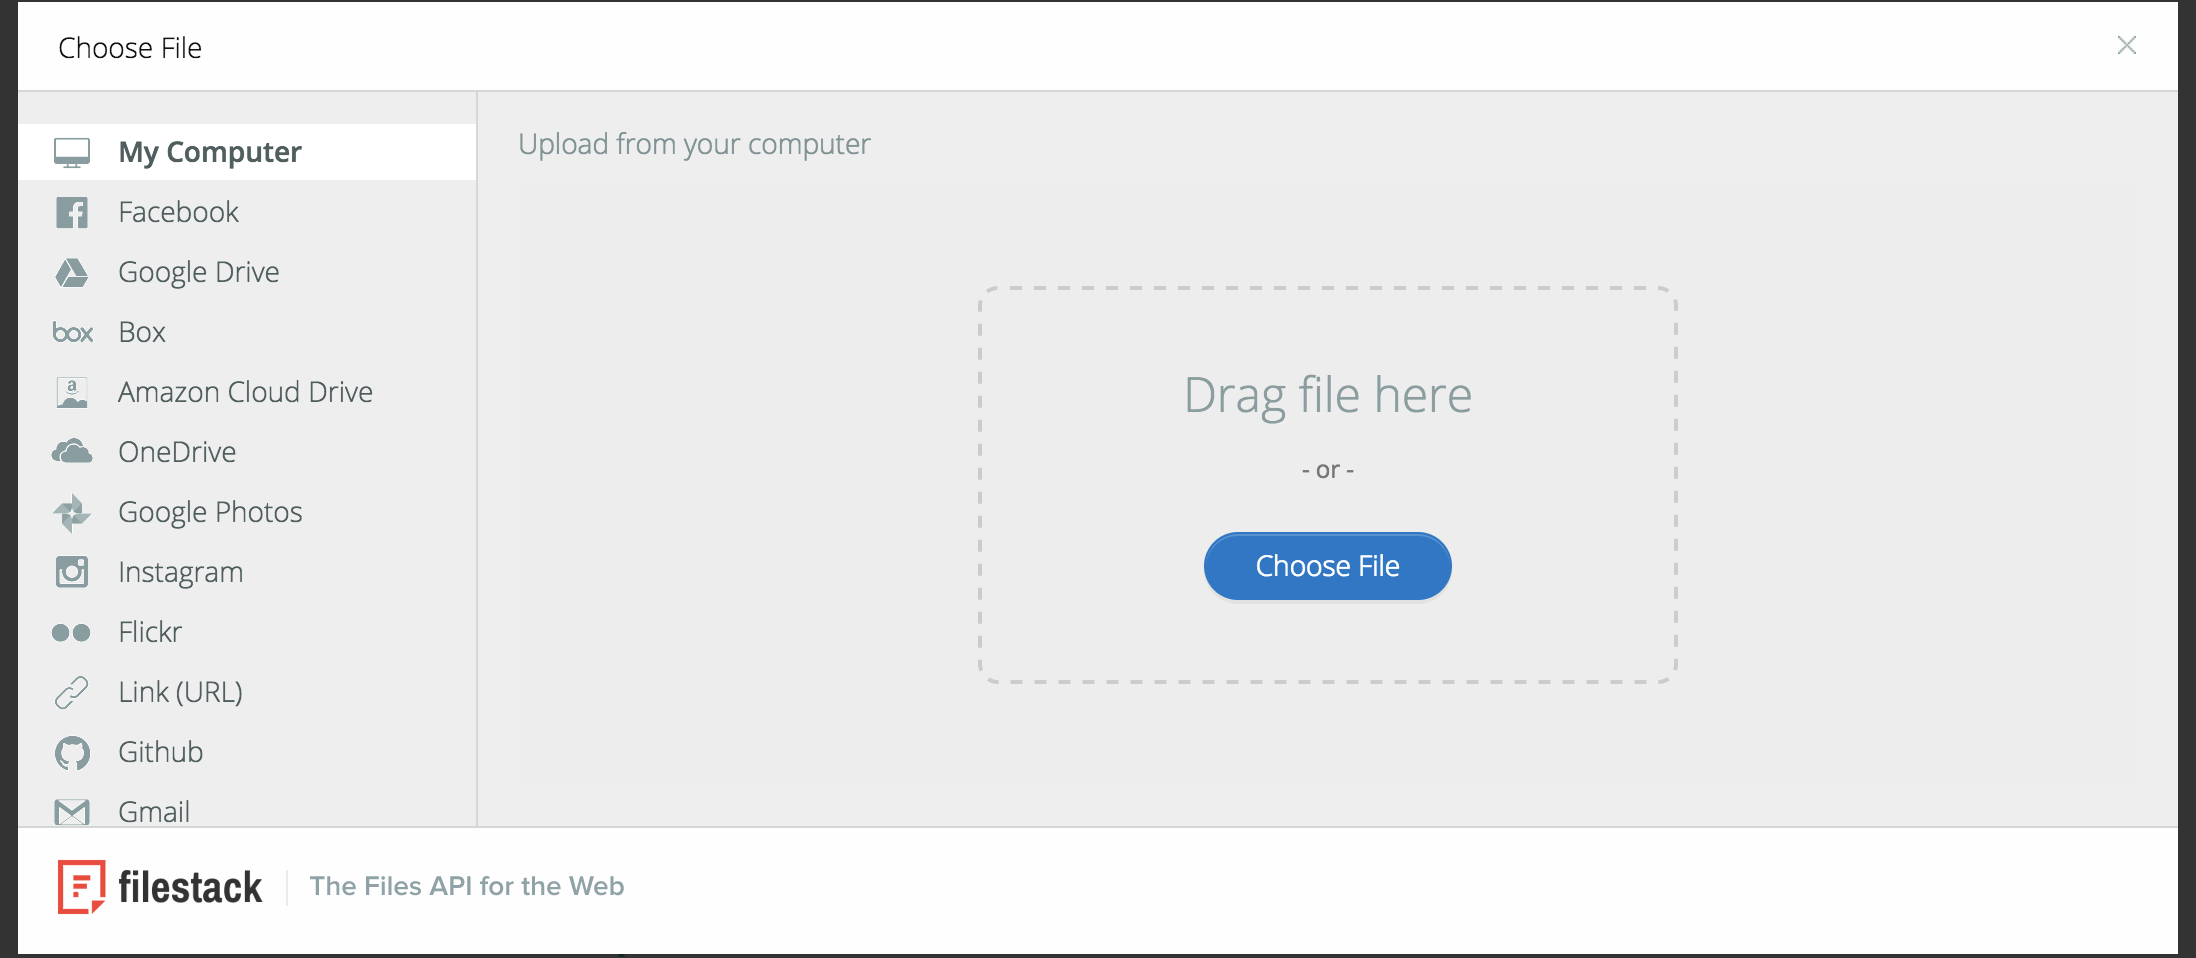 Choose File
My Computer
Facebook
Google Drive
box Box
a Amazon Cloud Drive
OneDrive
Google Photos
Instagram
Flickr
Link (URL)
Github
Gmail
Upload from your computer
Drag file here
- or -
Choose File
filestack The Files API for the Web